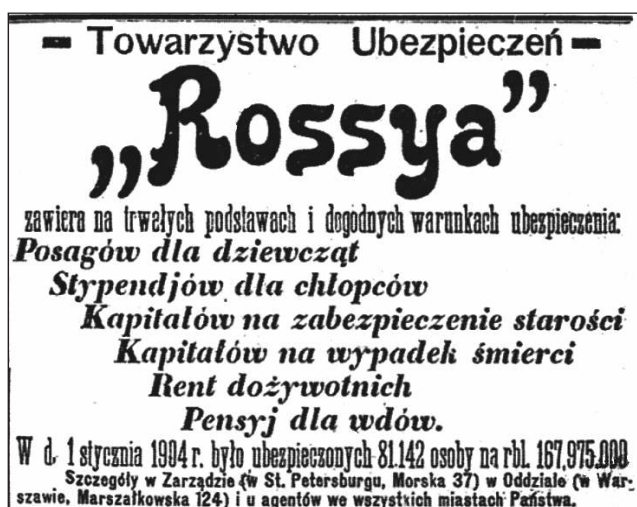 Towarzystwo Ubezpieczeń
„Rossya”
zawiera na trwałych podstawach i dogodnych warunkach ubezpieczenia:
Posagów dla dziewcząt
Stypendjów dla chłopców
Kapitałów na zabezpieczenie starości
Kapitałów na wypadek śmierci
Rent dożywotnich
Pensyj dla wdów.
W d. 1 stycznia 1904 r. było ubezpieczonych 81.142 osoby na rbl. 167,975.000
Szczegóły w Zarządzie (w St. Petersburgu, Morska 37) w Oddziale (w War-
szawie, Marszałkowska 124) i u agentów we wszystkich miastach Państwa.